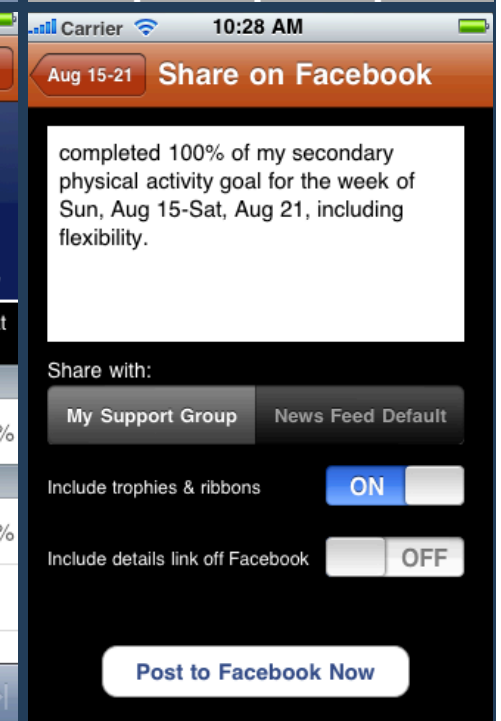 Carrier 10:28 AM
Aug 15-21 Share on Facebook
completed 100% of my secondary
physical activity goal for the week of
Sun, Aug 15-Sat, Aug 21, including
flexibility.
Share with:
My Support Group News Feed Default
Include trophies & ribbons ON
Include details link off Facebook OFF
Post to Facebook Now
t
%
%